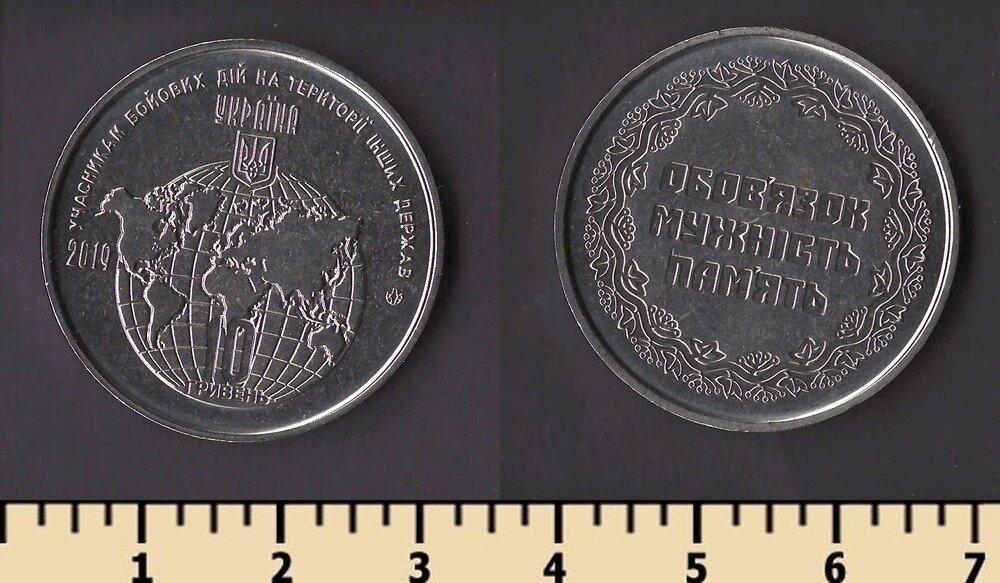 УЧАСНИКАМ БОЙОВИХ ДІЙ НА ТЕРИТОРІЇ ІНШИХ ДЕРЖАВ
УКРАЇНА
2019
10
ГРИВЕНЬ
ОБОВ'ЯЗОК
МУЖНІСТЬ
ПАМ'ЯТЬ
1 2 3 4 5 6 7